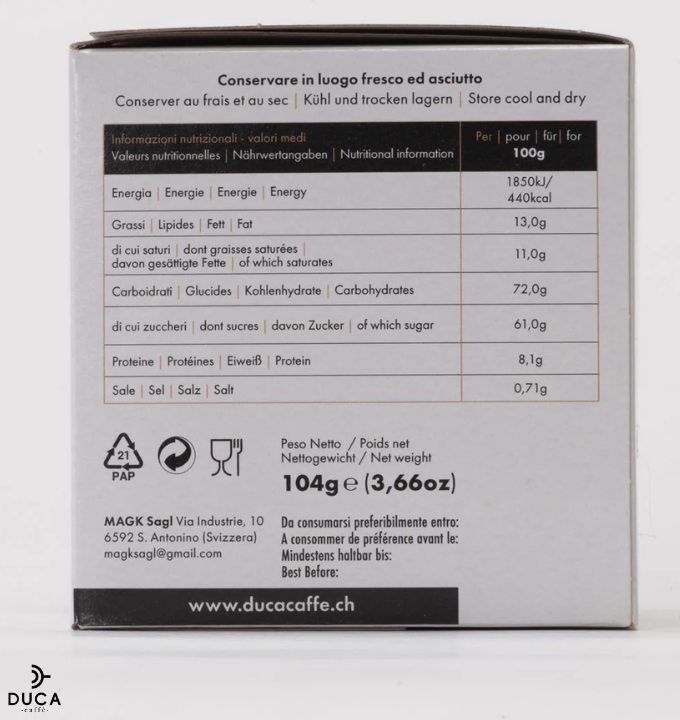 Conservare in luogo fresco ed asciutto
Conserver au frais et au sec | Kühl und trocken lagern | Store cool and dry
Informazioni nutrizionali - valori medi
Valeurs nutritionnelles | Nährwertangaben | Nutritional information
Per | pour | für | for
100g
Energia | Energie | Energie | Energy
1850kJ/
440kcal
Grassi | Lipides | Fett | Fat
13,0g
di cui saturi | dont graisses saturées |
davon gesättigte Fette | of which saturates
11,0g
Carboidrati | Glucides | Kohlenhydrate | Carbohydrates
72,0g
di cui zuccheri | dont sucres | davon Zucker | of which sugar
61,0g
Proteine | Protéines | Eiweiß | Protein
8,1g
Sale | Sel | Salz | Salt
0,71g
21
PAP
Peso Netto / Poids net
Nettogewicht / Net weight
104g e (3,66oz)
MAGK Sagl Via Industrie, 10
6592 S. Antonino (Svizzera)
magksagl@gmail.com
Da consumarsi preferibilmente entro:
A consommer de préférence avant le:
Mindestens haltbar bis:
Best Before:
www.ducacaffe.ch
DUCA
·caffè·